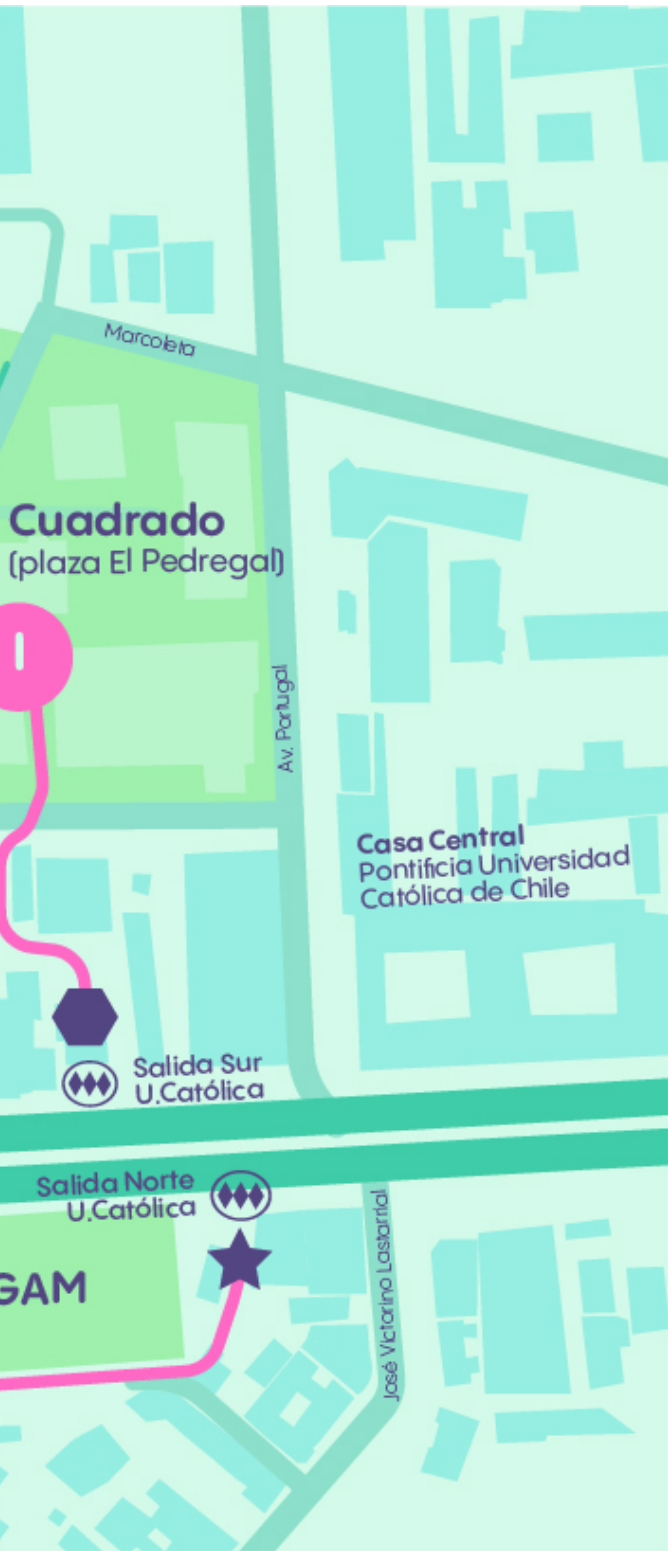 Marcoleta
Cuadrado
(plaza El Pedregal)
Av. Portugal
Casa Central
Pontificia Universidad
Católica de Chile
Salida Sur
U.Católica
Salida Norte
U.Católica
GAM
José Victorino Lastarria